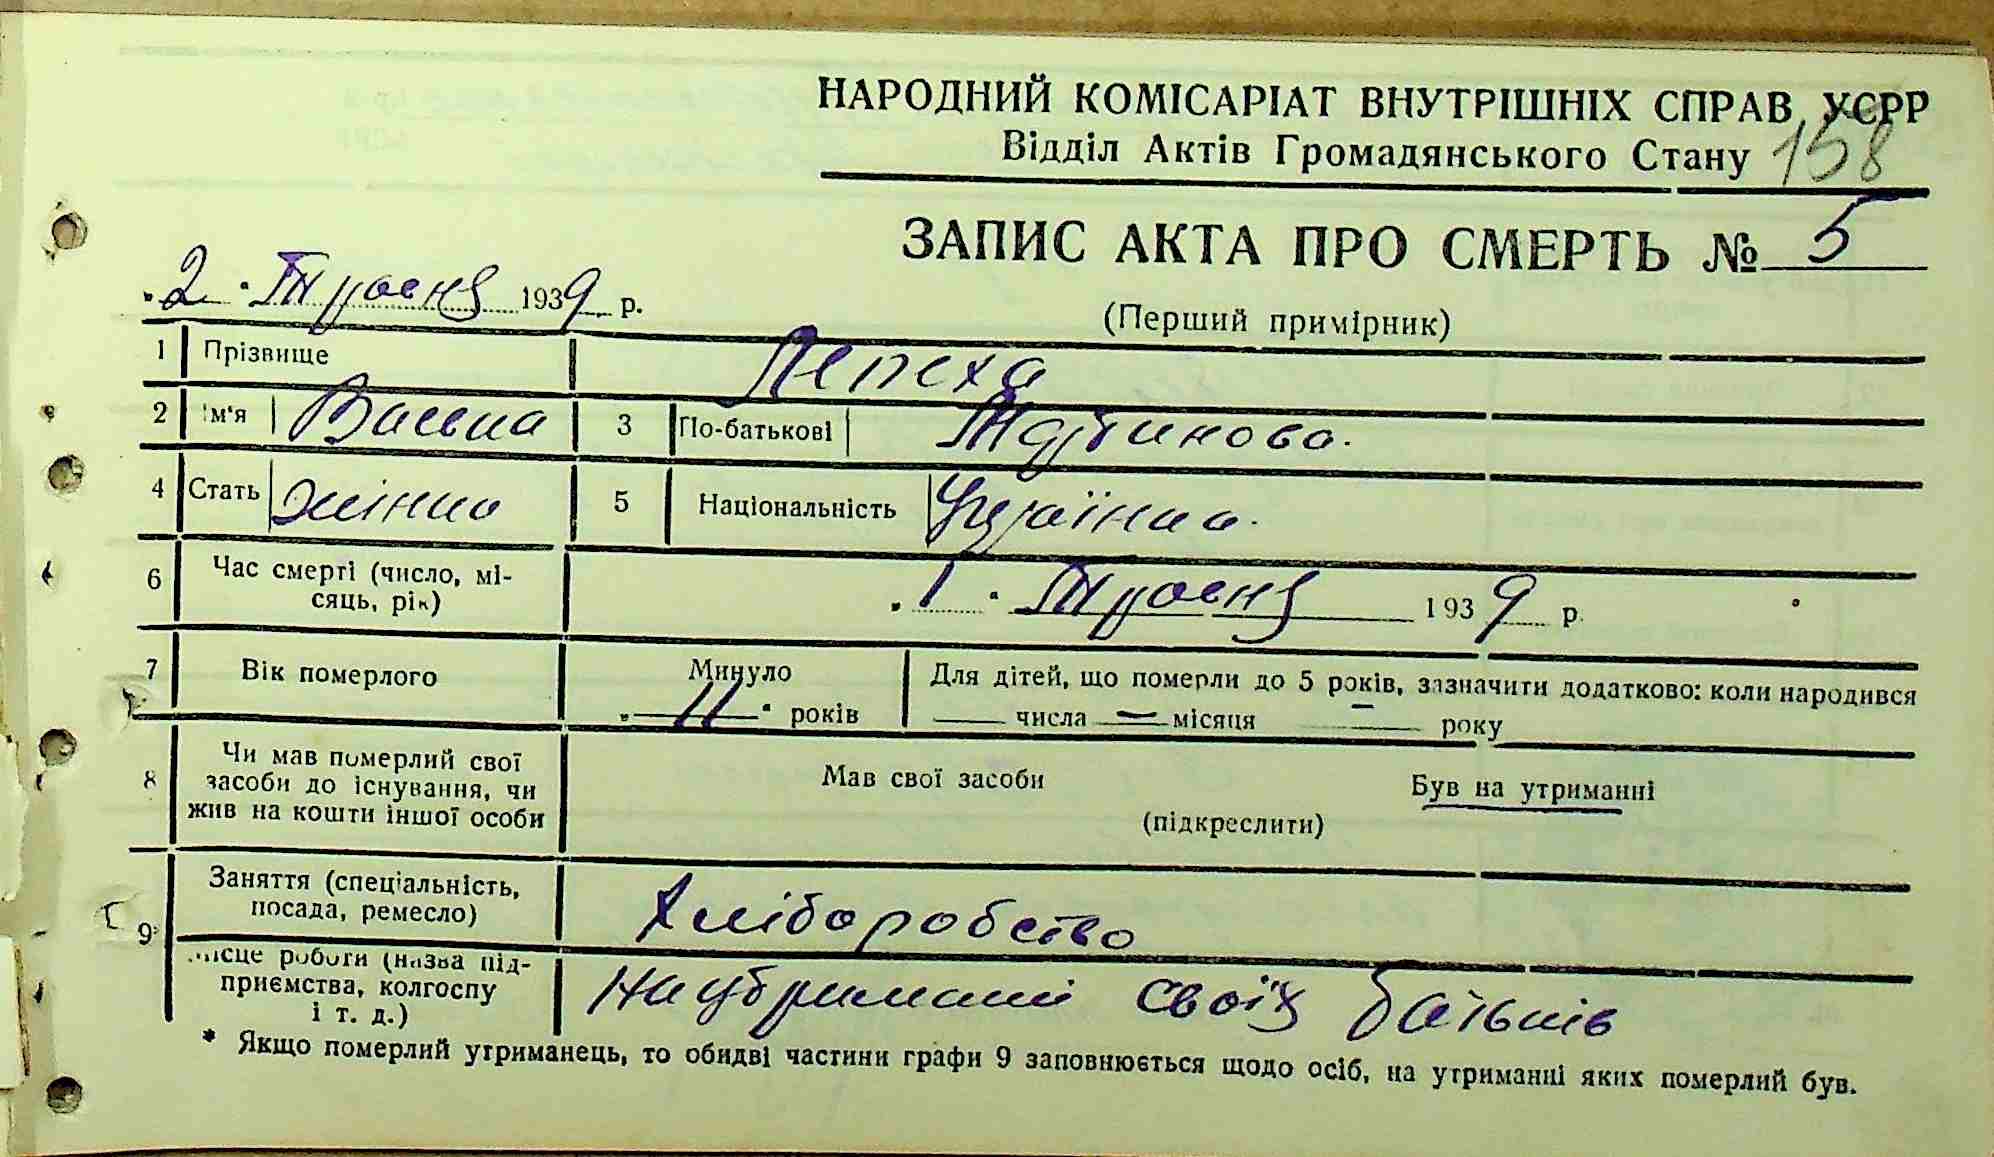 НАРОДНИЙ КОМІСАРІАТ ВНУТРІШНІХ СПРАВ УСРР
Відділ Актів Громадянського Стану 158
ЗАПИС АКТА ПРО СМЕРТЬ № 5
„2" Травня 1939 р.
(Перший примірник)
1 Прізвище Лепеха
2 Ім'я 3 По-батькові
4 Стать жінка 5 Національність Українка.
6 Час смерті (число, мі-
сяць, рік) „1" Травня 1939 р.
7 Вік померлого Минуло „11" років Для дітей, що померли до 5 років, зазначити додатково: коли народився
— числа — місяця — року
8 Чи мав померлий свої
засоби до існування, чи
жив на кошти іншої особи
Мав свої засоби Був на утриманні
(підкреслити)
9 Заняття (спеціальність,
посада, ремесло) Хліборобство
Місце роботи (назва під-
приємства, колгоспу
і т. д.) На утриманні своїх батьків
* Якщо померлий утриманець, то обидві частини графи 9 заповнюється щодо осіб, на утриманні яких померлий був.